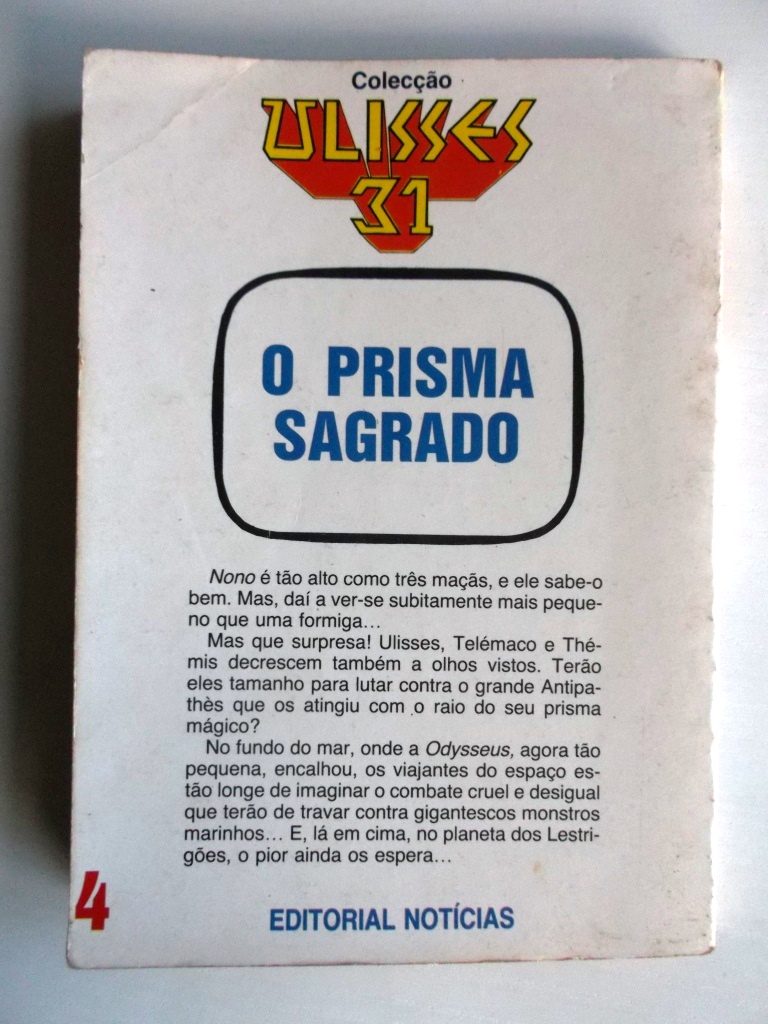 Colecção
ULISSES
31
O PRISMA
SAGRADO
Nono é tão alto como três maçãs, e ele sabe-o
bem. Mas, daí a ver-se subitamente mais peque-
no que uma formiga...
Mas que surpresa! Ulisses, Telémaco e Thé-
mis decrescem também a olhos vistos. Terão
eles tamanho para lutar contra o grande Antipa-
thès que os atingiu com o raio do seu prisma
mágico?
No fundo do mar, onde a Odysseus, agora tão
pequena, encalhou, os viajantes do espaço es-
tão longe de imaginar o combate cruel e desigual
que terão de travar contra gigantescos monstros
marinhos... E, lá em cima, no planeta dos Lestri-
gões, o pior ainda os espera...
4
EDITORIAL NOTÍCIAS